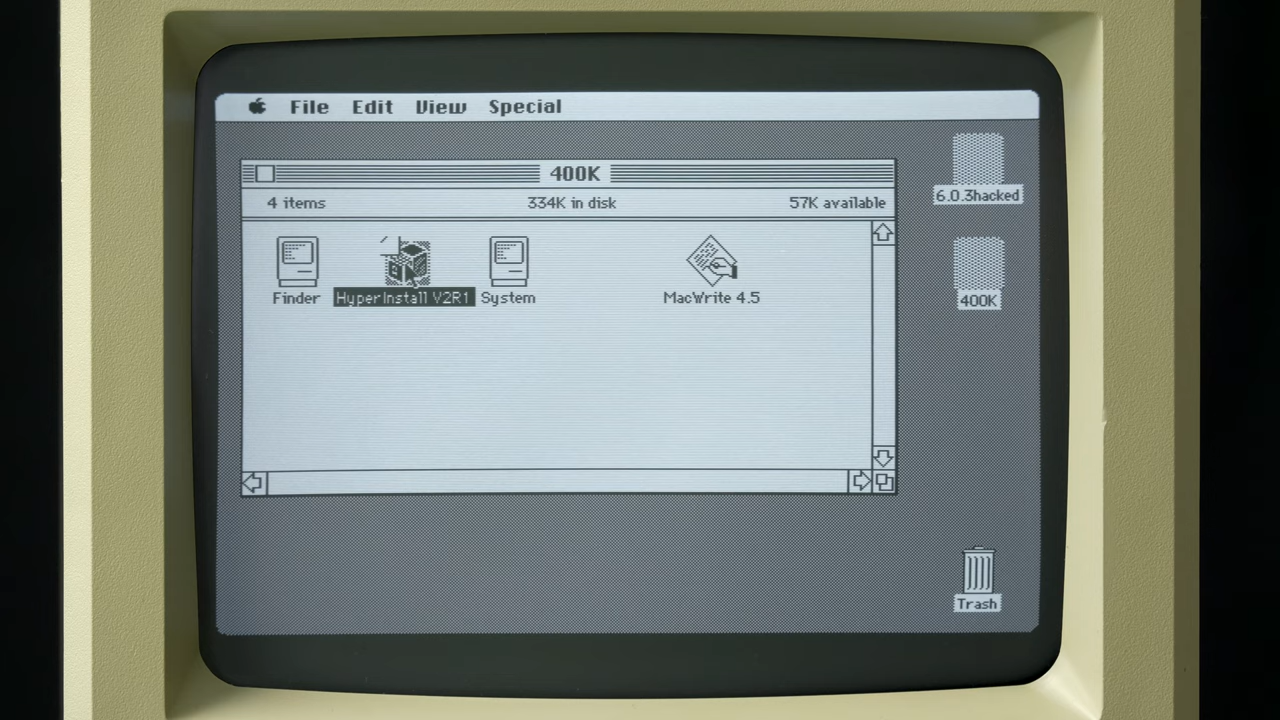 File Edit View Special
400K
4 items 334K in disk 57K available
6.0.3hacked
400K
Finder HyperInstall V2R1 System MacWrite 4.5
Trash